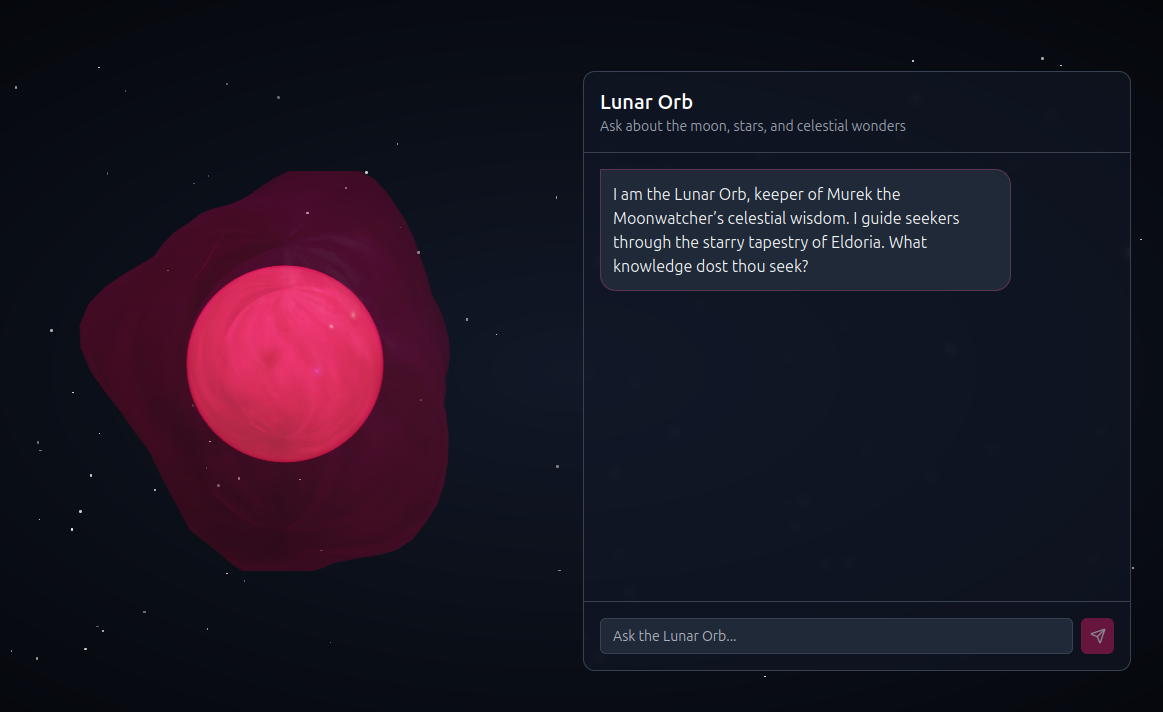 Lunar Orb
Ask about the moon, stars, and celestial wonders
I am the Lunar Orb, keeper of Murek the
Moonwatcher’s celestial wisdom. I guide seekers
through the starry tapestry of Eldoria. What
knowledge dost thou seek?
Ask the Lunar Orb...